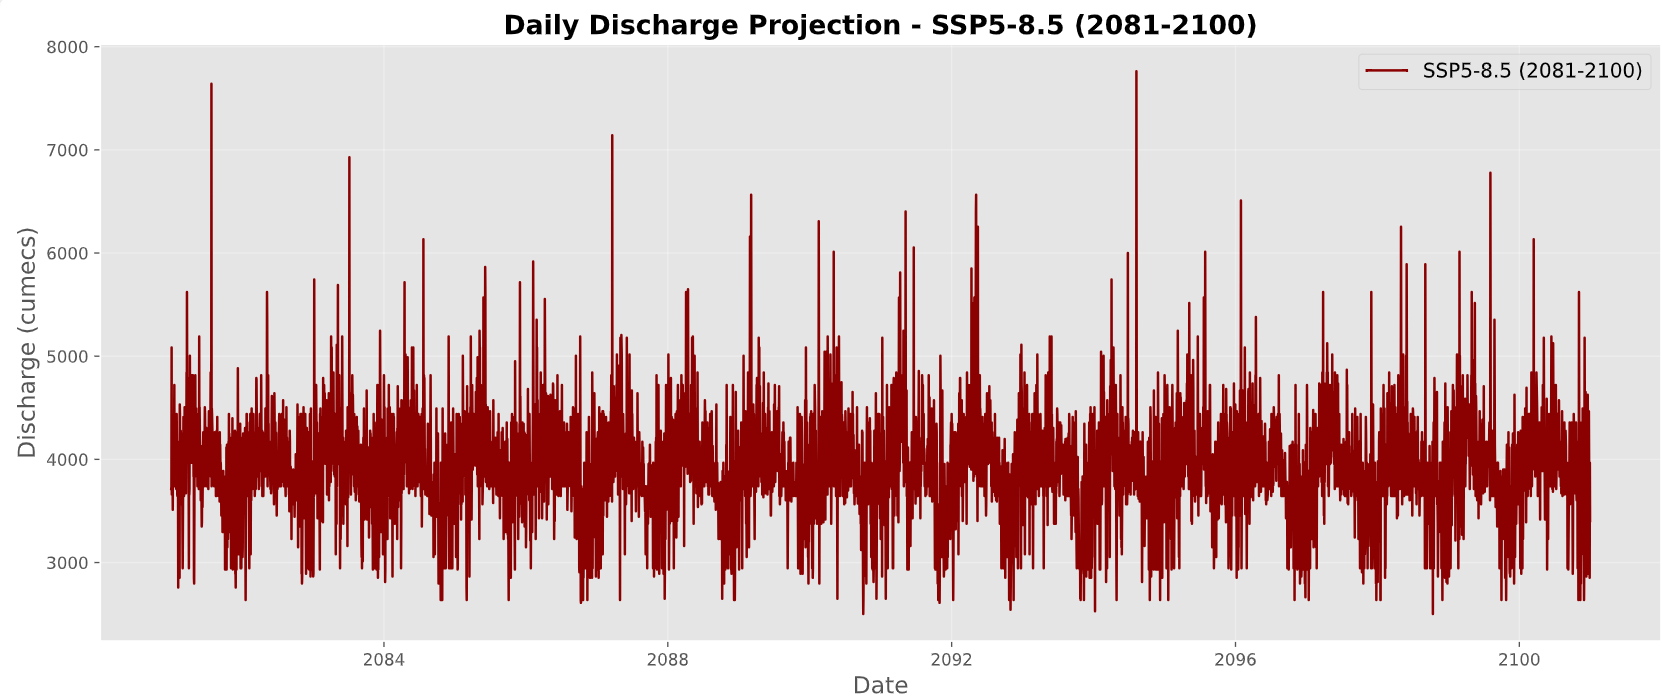 Daily Discharge Projection - SSP5-8.5 (2081-2100)
SSP5-8.5 (2081-2100)
Discharge (cumecs)
8000
7000
6000
5000
4000
3000
2084 2088 2092 2096 2100
Date